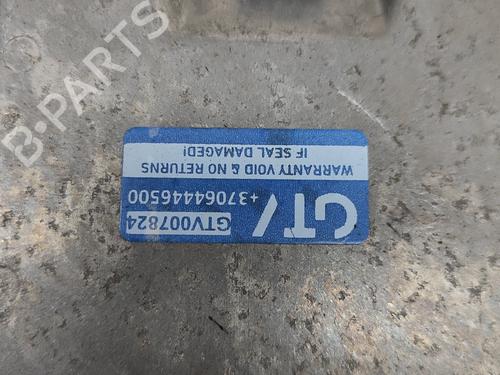 GTV
GTV007824
+37064446500
WARRANTY VOID & NO RETURNS
IF SEAL DAMAGED!
B-PARTS